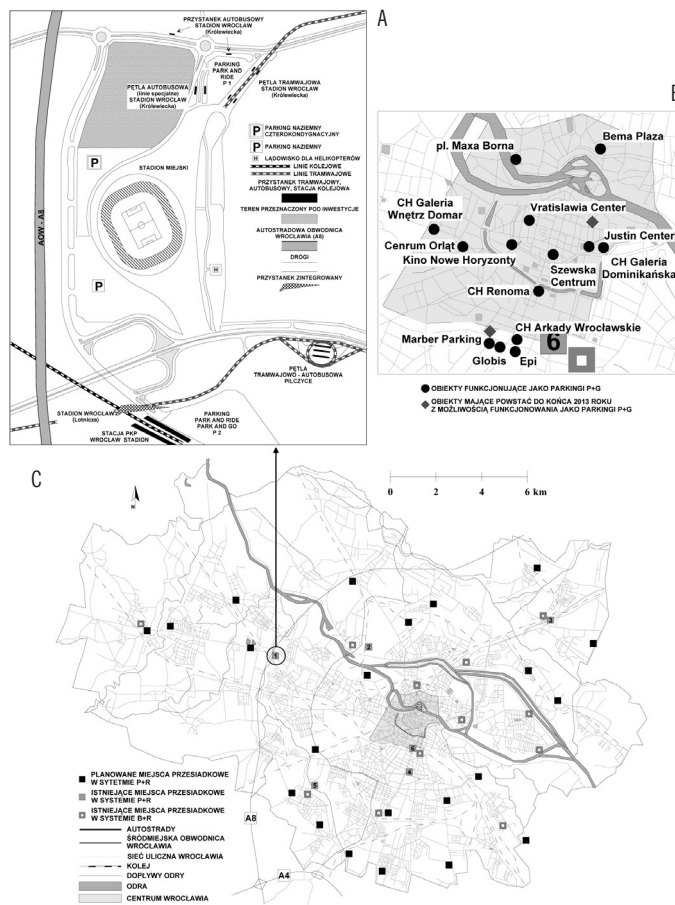 A
PRZYSTANEK AUTOBUSOWY
STADION WROCŁAW
(Królewiecka)
PARKING
PARK AND
RIDE
P 1
PĘTLA TRAMWAJOWA
STADION WROCŁAW
(Królewiecka)
PĘTLA AUTOBUSOWA
(linie specjalne)
STADION WROCŁAW
(Królewiecka)
P
P
STADION MIEJSKI
AOW - A8
H
P PARKING NAZIEMNY
CZTEROKONDYGNACYJNY
P PARKING NAZIEMNY
H LĄDOWISKO DLA HELIKOPTERÓW
LINIE KOLEJOWE
LINIE TRAMWAJOWE
PRZYSTANEK TRAMWAJOWY,
AUTOBUSOWY, STACJA KOLEJOWA
TEREN PRZEZNACZONY POD INWESTYCJE
AUTOSTRADOWA OBWODNICA
WROCŁAWIA (A8)
DROGI
PRZYSTANEK ZINTEGROWANY
PĘTLA
TRAMWAJOWO - AUTOBUSOWA
PILCZYCE
STADION WROCŁAW
(Lotnicza)
STACJA PKP
WROCŁAW STADION
PARKING
PARK AND RIDE
PARK AND GO
P 2
B
pl. Maxa Borna
Bema Plaza
CH Galeria
Wnętrz Domar
Vratislawia Center
Cenrum Orląt
Justin Center
Kino Nowe Horyzonty
Szewska
Centrum
CH Galeria
Dominikańska
CH Renoma
CH Arkady Wrocławskie
Marber Parking
6
Globis
Epi
OBIEKTY FUNKCJONUJĄCE JAKO PARKINGI P+G
OBIEKTY MAJĄCE POWSTAĆ DO KOŃCA 2013 ROKU
Z MOŻLIWOŚCIĄ FUNKCJONOWANIA JAKO PARKINGI P+G
C
N
0 2 4 6 km
1
2
3
4
5
6
A8
A4
PLANOWANE MIEJSCA PRZESIADKOWE
W SYTETMIE P+R
ISTNIEJĄCE MIEJSCA PRZESIADKOWE
W SYSTEMIE P+R
ISTNIEJĄCE MIEJSCA PRZESIADKOWE
W SYSTEMIE B+R
AUTOSTRADY
ŚRÓDMIEJSKA OBWODNICA
WROCŁAWIA
SIEĆ ULICZNA WROCŁAWIA
KOLEJ
DOPŁYWY ODRY
ODRA
CENTRUM WROCŁAWIA